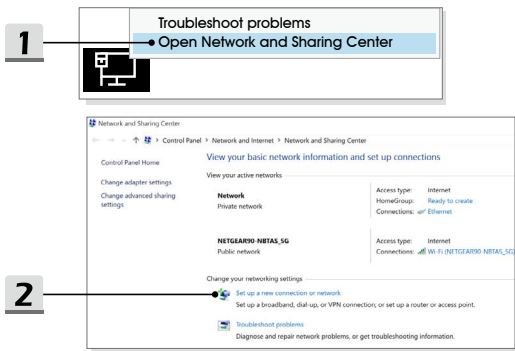 1
Troubleshoot problems
Open Network and Sharing Center
Network and Sharing Center
Control Panel > Network and Internet > Network and Sharing Center
Control Panel Home
Change adapter settings
Change advanced sharing
settings
View your basic network information and set up connections
View your active networks
Network
Private network
Access type: Internet
HomeGroup: Ready to create
Connections: Ethernet
NETGEAR90-NBTAS_5G
Public network
Access type: Internet
Connections: Wi-Fi (NETGEAR90-NBTAS_5G)
Change your networking settings
2
Set up a new connection or network
Set up a broadband, dial-up, or VPN connection; or set up a router or access point.
Troubleshoot problems
Diagnose and repair network problems, or get troubleshooting information.